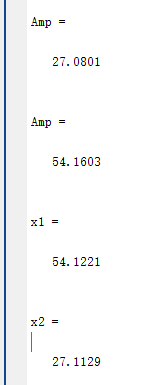 Amp =
27.0801
Amp =
54.1603
x1 =
54.1221
x2 =
27.1129